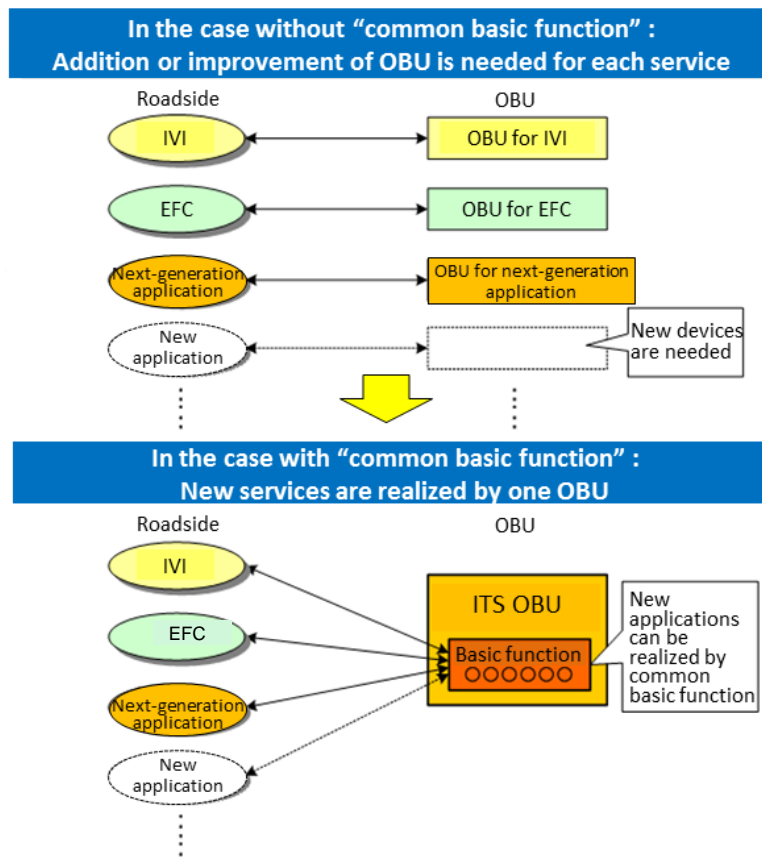 In the case without “common basic function” :
Addition or improvement of OBU is needed for each service
Roadside
OBU
IVI
OBU for IVI
EFC
OBU for EFC
Next-generation
application
OBU for next-generation
application
New
application
New devices
are needed
In the case with “common basic function” :
New services are realized by one OBU
Roadside
OBU
IVI
EFC
Next-generation
application
New
application
ITS OBU
Basic function
○○○○○○
New
applications
can be
realized by
common
basic function